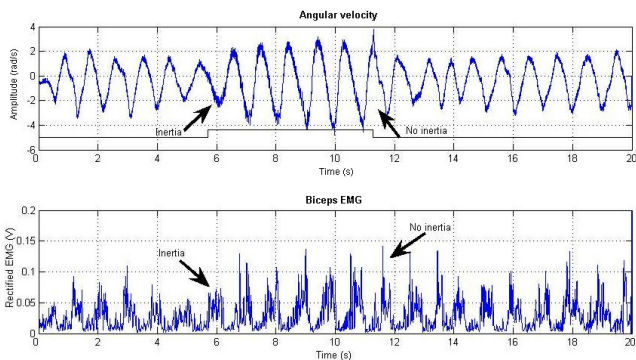 Angular velocity
Amplitude (rad/s)
4
2
0
-2
-4
-6
Inertia
No inertia
0 2 4 6 8 10 12 14 16 18 20
Time (s)
Biceps EMG
Rectified EMG (V)
0.2
0.15
0.1
0.05
0
Inertia
No inertia
0 2 4 6 8 10 12 14 16 18 20
Time (s)